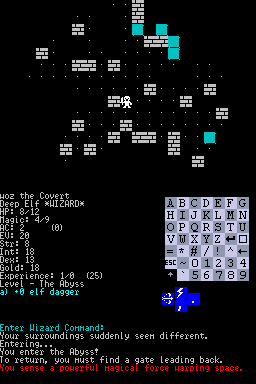 woz the Covert
Deep Elf *WIZARD*
HP: 8/12
Magic: 4/9
AC: 2 (0)
EV: 20
Str: 8
Int: 18
Dex: 13
Gold: 18
Experience: 1/0 (25)
Level - The Abyss
a) +0 elf dagger
A B C D E F G
H I J K L M N
O P Q R S T U
V W X Y Z
= * / ! ^
ESC ~ 0 1 2 3 4
5 6 7 8 9
Enter Wizard Command:
Your surroundings suddenly seem different.
Entering...
You enter the Abyss!
To return, you must find a gate leading back.
You sense a powerful magical force warping space.